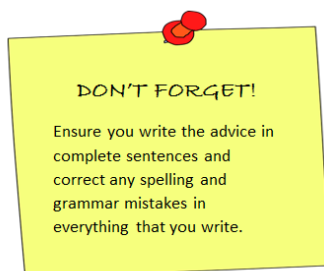 DON'T FORGET!
Ensure you write the advice in
complete sentences and
correct any spelling and
grammar mistakes in
everything that you write.